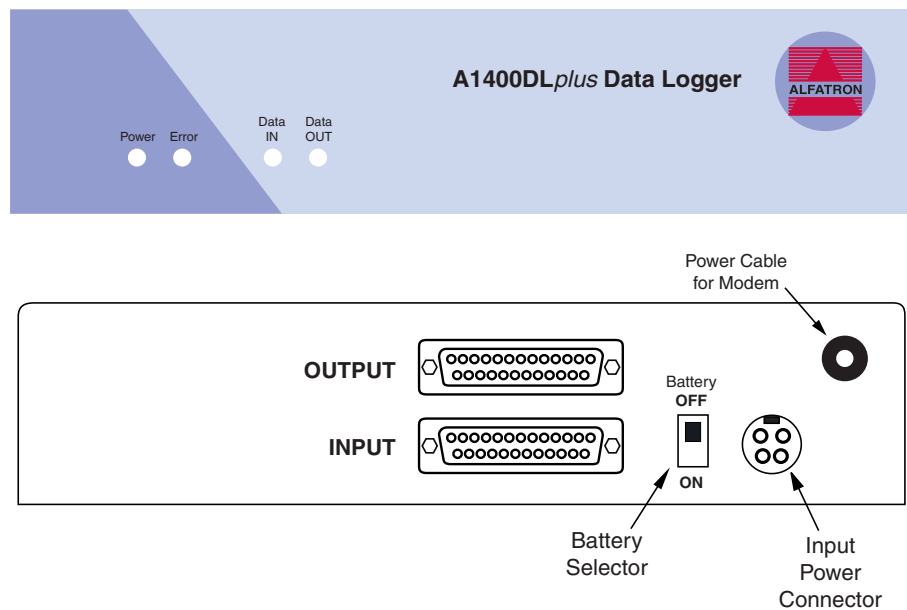 A1400DLplus Data Logger
ALFATRON
Power Error
Data
IN
Data
OUT
Power Cable
for Modem
OUTPUT
INPUT
Battery
OFF
ON
Battery
Selector
Input
Power
Connector